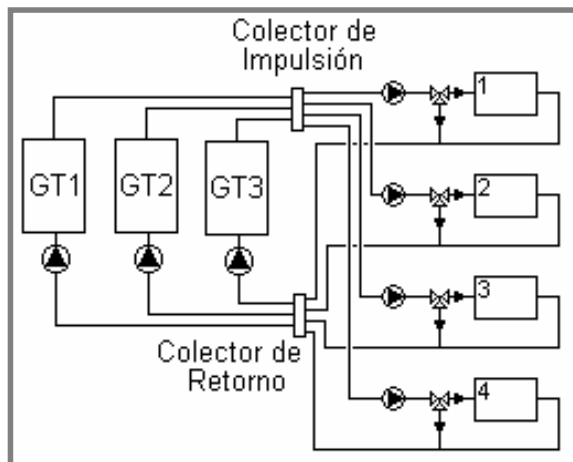 Colector de
Impulsión
1
GT1
GT2
GT3
2
3
Colector de
Retorno
4